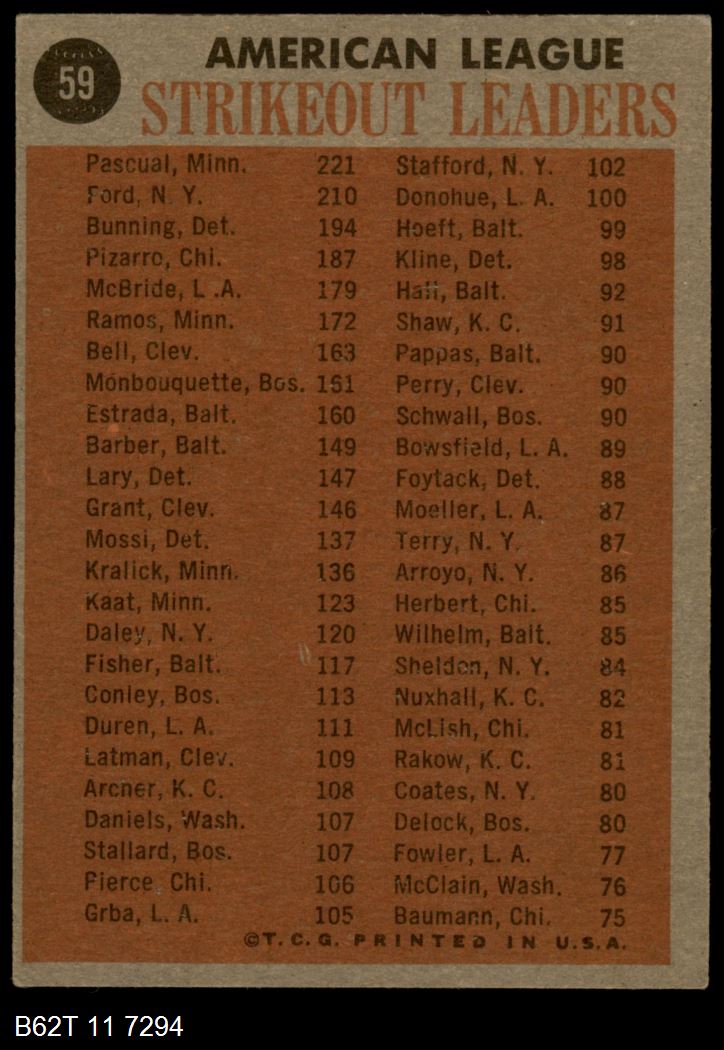 59
AMERICAN LEAGUE
STRIKEOUT LEADERS
Pascual, Minn. 221
Ford, N. Y. 210
Bunning, Det. 194
Pizarro, Chi. 187
McBride, L .A. 179
Ramos, Minn. 172
Bell, Clev. 163
Monbouquette, Bos. 161
Estrada, Balt. 160
Barber, Balt. 149
Lary, Det. 147
Grant, Clev. 146
Mossi, Det. 137
Kralick, Minn. 136
Kaat, Minn. 123
Daley, N. Y. 120
Fisher, Balt. 117
Conley, Bos. 113
Duren, L. A. 111
Latman, Clev. 109
Archer, K. C. 108
Daniels, Wash. 107
Stallard, Bos. 107
Pierce, Chi. 106
Grba, L. A. 105
Stafford, N. Y. 102
Donohue, L. A. 100
Hoeft, Balt. 99
Kline, Det. 98
Hall, Balt. 92
Shaw, K. C. 91
Pappas, Balt. 90
Perry, Clev. 90
Schwall, Bos. 90
Bowsfield, L. A. 89
Foytack, Det. 88
Moeller, L. A. 87
Terry, N. Y. 87
Arroyo, N. Y. 86
Herbert, Chi. 85
Wilhelm, Balt. 85
Sheldon, N. Y. 84
Nuxhall, K. C. 82
McLish, Chi. 81
Rakow, K. C. 81
Coates, N. Y. 80
Delock, Bos. 80
Fowler, L. A. 77
McClain, Wash. 76
Baumann, Chi. 75
©T. C. G. PRINTED IN U.S.A.
B62T 11 7294